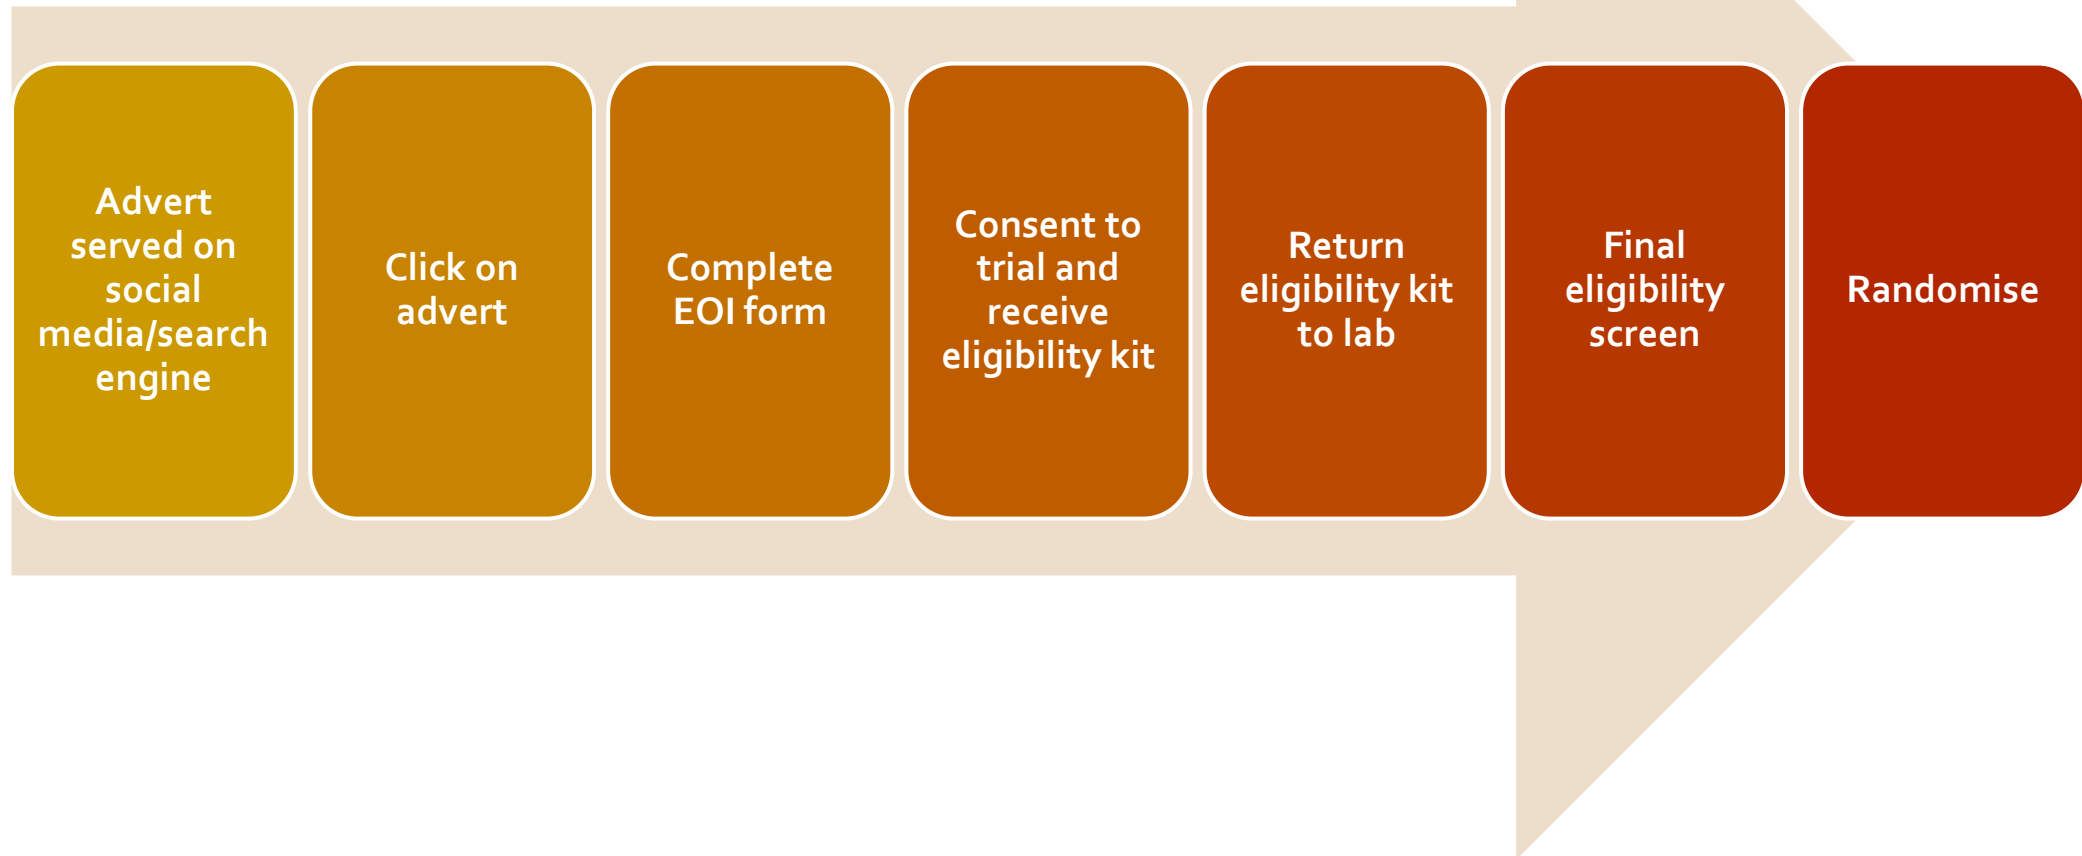 Advert
served on
social
media/search
engine
Click on
advert
Complete
EOI form
Consent to
trial and
receive
eligibility kit
Return
eligibility kit
to lab
Final
eligibility
screen
Randomise